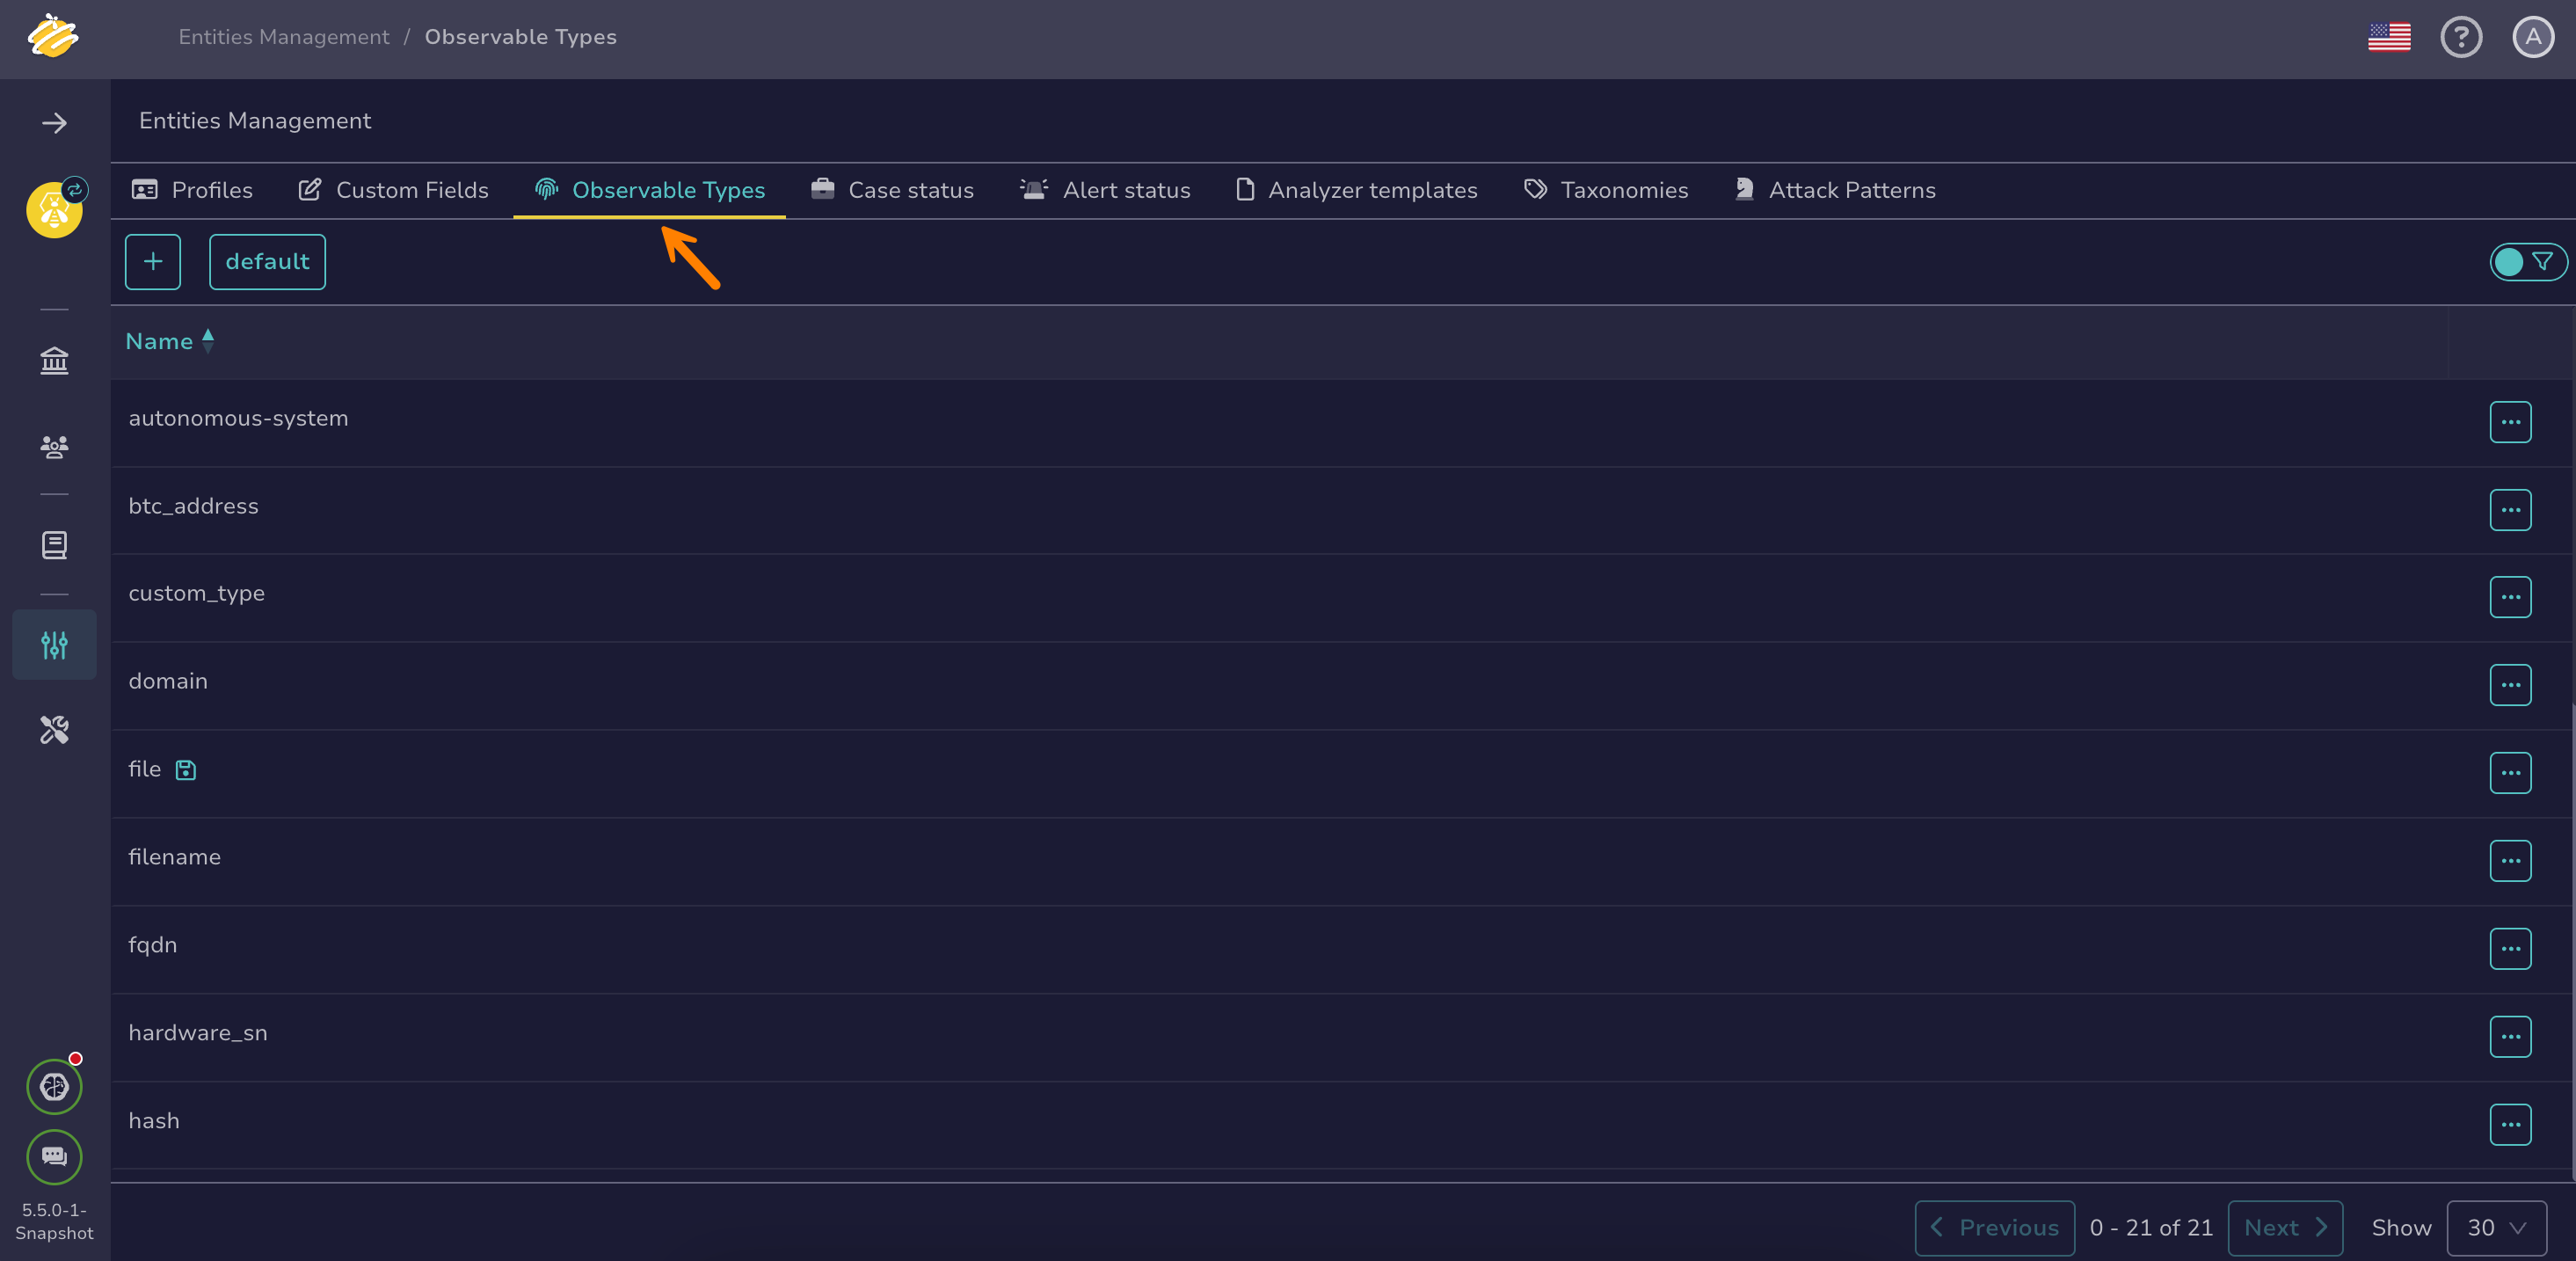 Entities Management / Observable Types
A
Entities Management
Profiles Custom Fields Observable Types Case status Alert status Analyzer templates Taxonomies Attack Patterns
+ default
Name
autonomous-system
btc_address
custom_type
domain
file
filename
fqdn
hardware_sn
hash
5.5.0-1-
Snapshot
Previous 0 - 21 of 21 Next Show 30